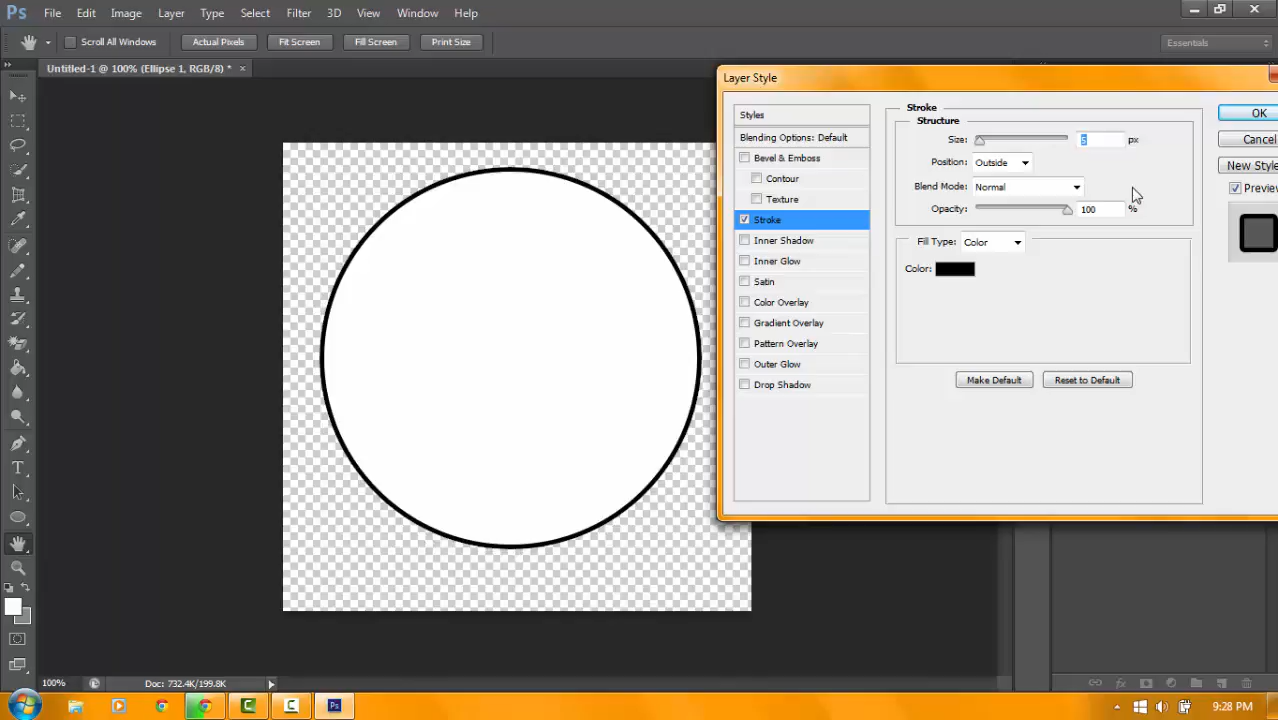 Ps File Edit Image Layer Type Select Filter 3D View Window Help
Scroll All Windows Actual Pixels Fit Screen Fill Screen Print Size Essentials
Untitled-1 @ 100% (Ellipse 1, RGB/8) * ×
Layer Style
Styles
Blending Options: Default
Bevel & Emboss
Contour
Texture
Stroke
Inner Shadow
Inner Glow
Satin
Color Overlay
Gradient Overlay
Pattern Overlay
Outer Glow
Drop Shadow
Stroke
Structure
Size: 5 px
Position: Outside
Blend Mode: Normal
Opacity: 100 %
Fill Type: Color
Color:
Make Default Reset to Default
OK
Cancel
New Style
Preview
T
100% Doc: 732.4K/199.8K
Ps
9:28 PM